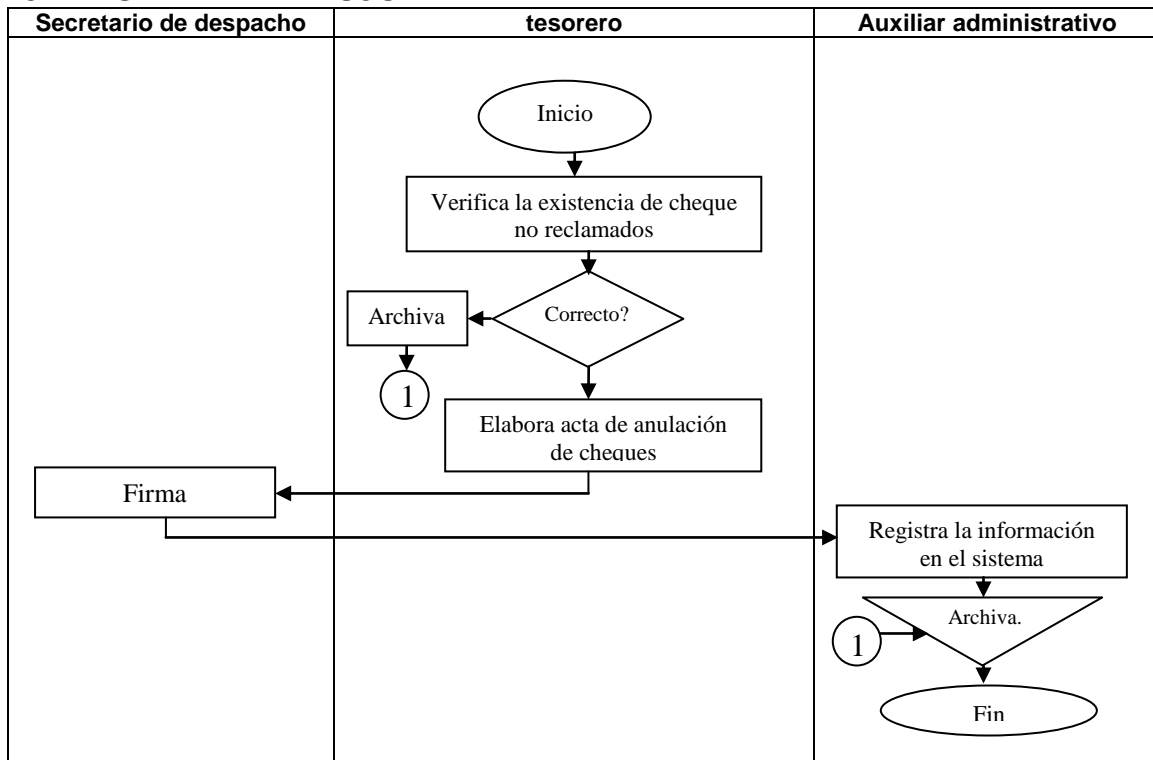 Secretario de despacho
tesorero
Auxiliar administrativo
Inicio
Verifica la existencia de cheque
no reclamados
Archiva
Correcto?
1
Elabora acta de anulación
de cheques
Firma
Registra la información
en el sistema
Archiva.
1
Fin